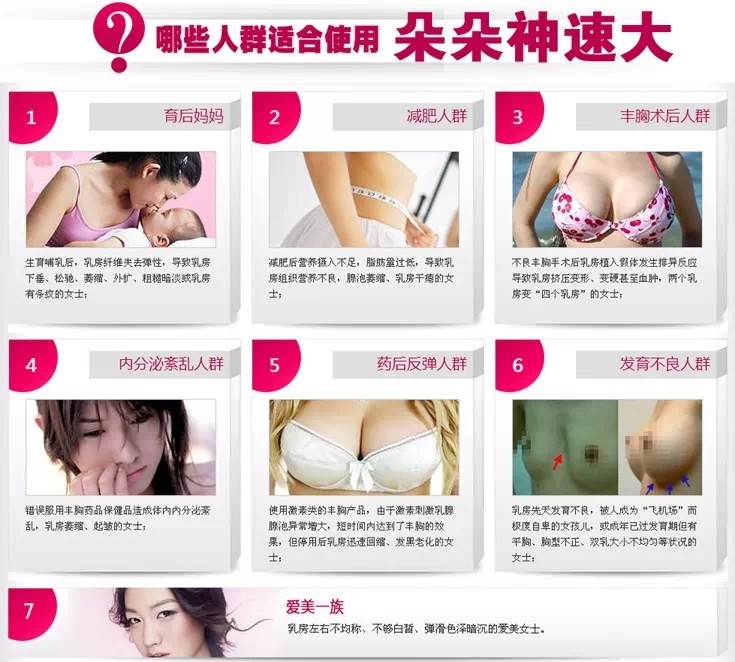 哪些人群适合使用 朵朵神速大
1 育后妈妈
生育哺乳后，乳房纤维失去弹性，导致乳房
下垂、松驰、萎缩、外扩、粗糙暗淡或乳房
有条纹的女士；
2 减肥人群
减肥后营养摄入不足，脂肪量过低，导致乳
房组织营养不良，腺泡萎缩、乳房干瘪的女
士；
3 丰胸术后人群
不良丰胸手术后乳房植入假体发生排异反应
导致乳房挤压变形、变硬甚至血肿，两个乳
房变“四个乳房”的女士；
4 内分泌紊乱人群
错误服用丰胸药品保健品造成体内内分泌紊
乱，乳房萎缩、起皱的女士；
5 药后反弹人群
使用激素类的丰胸产品，由于激素刺激乳腺
腺泡异常增大，短时间内达到了丰胸的效
果，但停用后乳房迅速回缩、发黑老化的女
士；
6 发育不良人群
乳房先天发育不良，被人成为“飞机场”而
极度自卑的女孩儿，或成年已过发育期但有
平胸、胸型不正、双乳大小不均匀等状况的
女士；
7 爱美一族
乳房左右不均称、不够白皙、弹滑色泽暗沉的爱美女士。